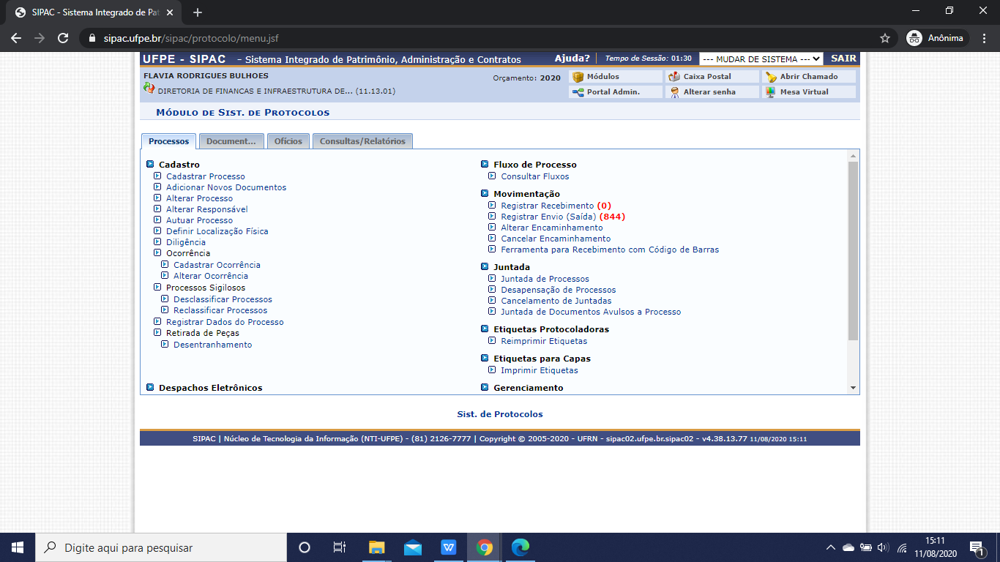 SIPAC - Sistema Integrado de Pat
sipac.ufpe.br/sipac/protocolo/menu.jsf
Anônima
UFPE - SIPAC - Sistema Integrado de Patrimônio, Administração e Contratos
Ajuda?
Tempo de Sessão: 01:30
--- MUDAR DE SISTEMA ---
SAIR
FLAVIA RODRIGUES BULHOES
DIRETORIA DE FINANCAS E INFRAESTRUTURA DE... (11.13.01)
Orçamento: 2020
Módulos
Caixa Postal
Abrir Chamado
Portal Admin.
Alterar senha
Mesa Virtual
MÓDULO DE SIST. DE PROTOCOLOS
Processos
Document...
Ofícios
Consultas/Relatórios
Cadastro
Cadastrar Processo
Adicionar Novos Documentos
Alterar Processo
Alterar Responsável
Autuar Processo
Definir Localização Física
Diligência
Ocorrência
Cadastrar Ocorrência
Alterar Ocorrência
Processos Sigilosos
Desclassificar Processos
Reclassificar Processos
Registrar Dados do Processo
Retirada de Peças
Desentranhamento
Despachos Eletrônicos
Fluxo de Processo
Consultar Fluxos
Movimentação
Registrar Recebimento (0)
Registrar Envio (Saída) (844)
Alterar Encaminhamento
Cancelar Encaminhamento
Ferramenta para Recebimento com Código de Barras
Juntada
Juntada de Processos
Desapensação de Processos
Cancelamento de Juntadas
Juntada de Documentos Avulsos a Processo
Etiquetas Protocoladoras
Reimprimir Etiquetas
Etiquetas para Capas
Imprimir Etiquetas
Gerenciamento
Sist. de Protocolos
SIPAC | Núcleo de Tecnologia da Informação (NTI-UFPE) - (81) 2126-7777 | Copyright © 2005-2020 - UFRN - sipac02.ufpe.br.sipac02 - v4.38.13.77 11/08/2020 15:11
Digite aqui para pesquisar
15:11
11/08/2020
1